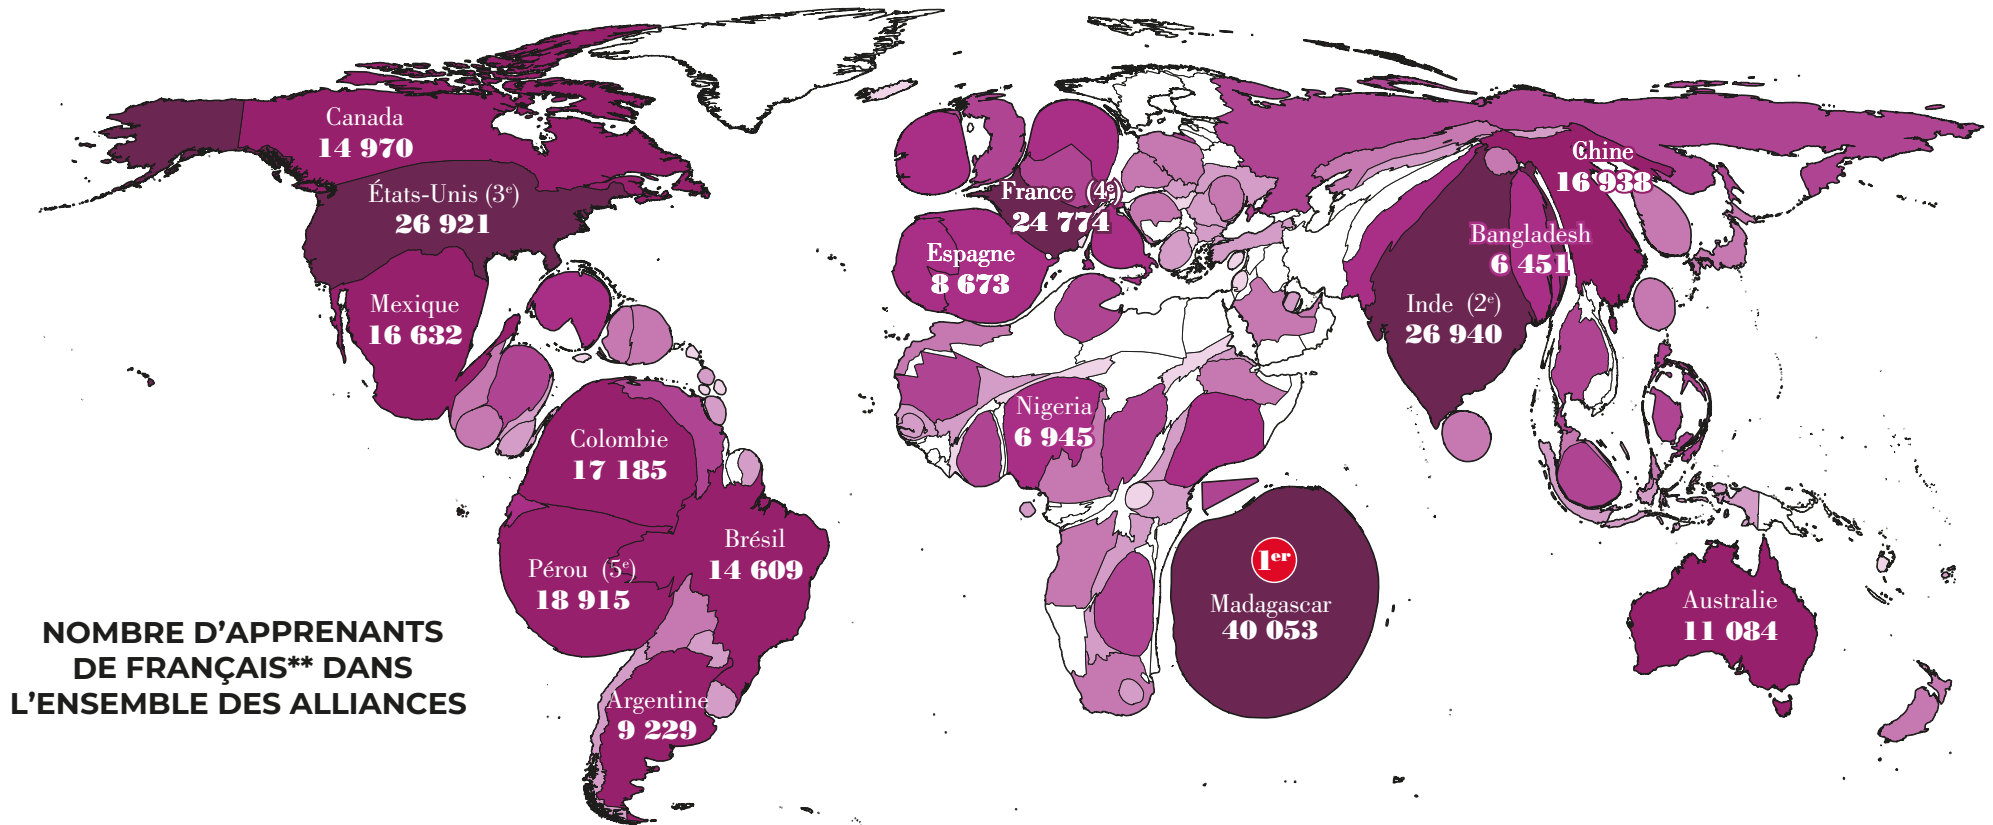 Canada
14 970
États-Unis (3e)
26 921
Mexique
16 632
Colombie
17 185
Pérou (5e)
18 915
Brésil
14 609
Argentine
9 229
France (4e)
24 774
Espagne
8 673
Nigeria
6 945
1er
Madagascar
40 053
Chine
16 938
Bangladesh
6 451
Inde (2e)
26 940
Australie
11 084
NOMBRE D’APPRENANTS
DE FRANÇAIS** DANS
L’ENSEMBLE DES ALLIANCES